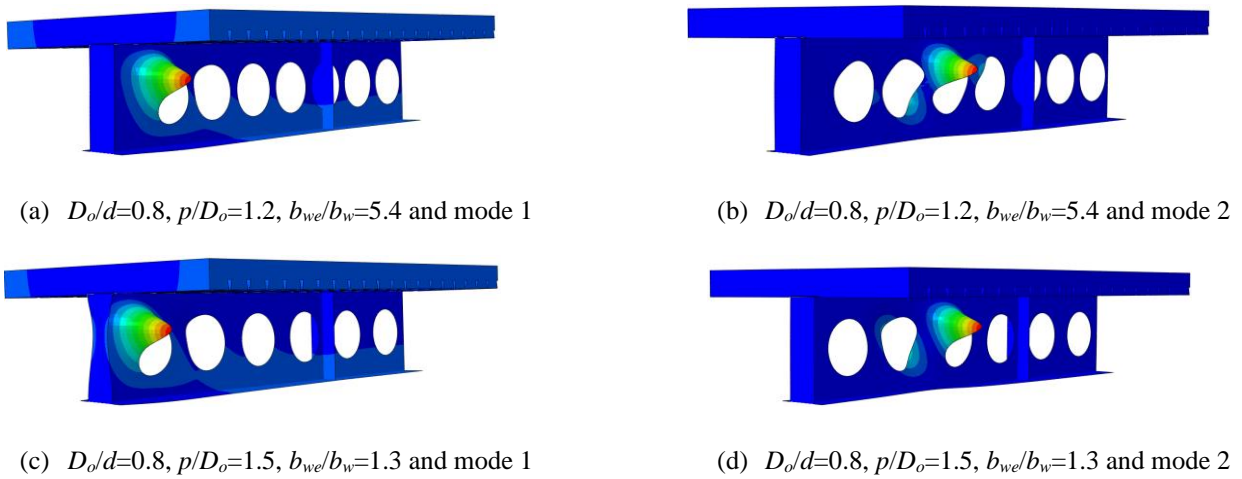 (a) Do/d=0.8, p/Do=1.2, bwe/bw=5.4 and mode 1
(b) Do/d=0.8, p/Do=1.2, bwe/bw=5.4 and mode 2
(c) Do/d=0.8, p/Do=1.5, bwe/bw=1.3 and mode 1
(d) Do/d=0.8, p/Do=1.5, bwe/bw=1.3 and mode 2